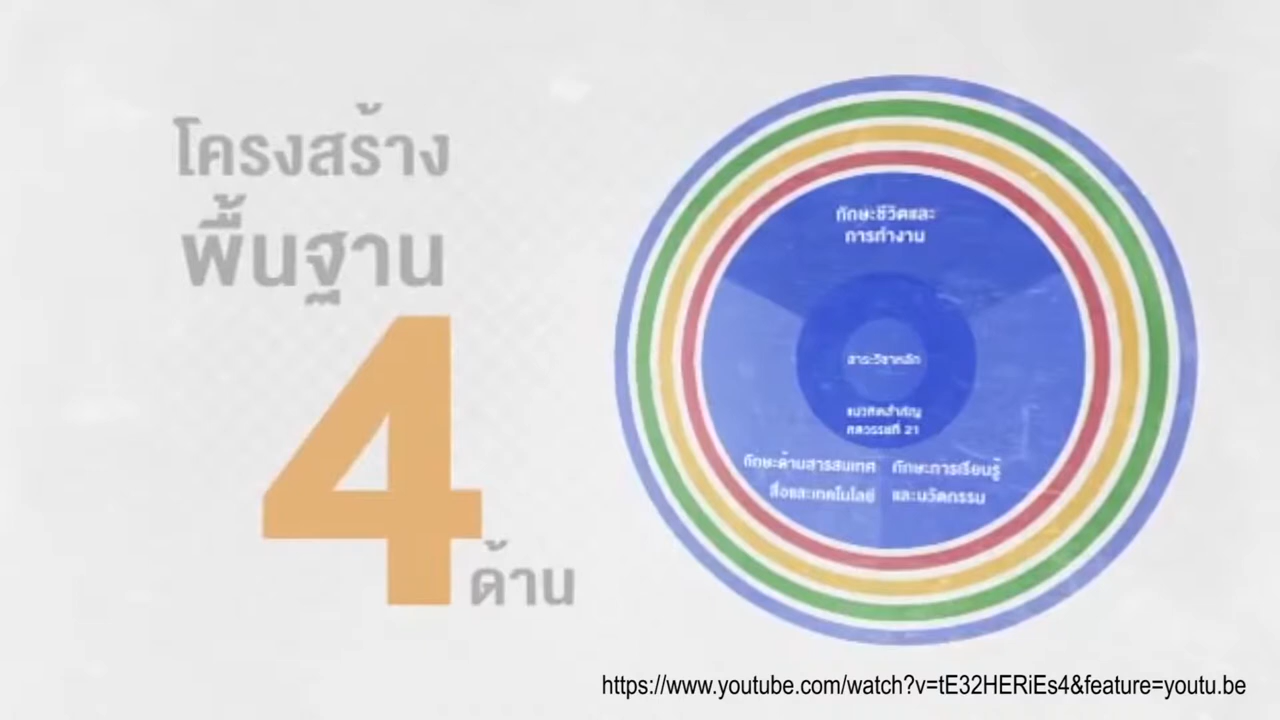 โครงสร้าง
พื้นฐาน
4
ด้าน
ทักษะชีวิตและ
การทำงาน
สาระวิชาหลัก
แนวคิดสำคัญ
ศตวรรษที่ 21
ทักษะด้านสารสนเทศ
สื่อและเทคโนโลยี
ทักษะการเรียนรู้
และนวัตกรรม
https://www.youtube.com/watch?v=tE32HERiEs4&feature=youtu.be